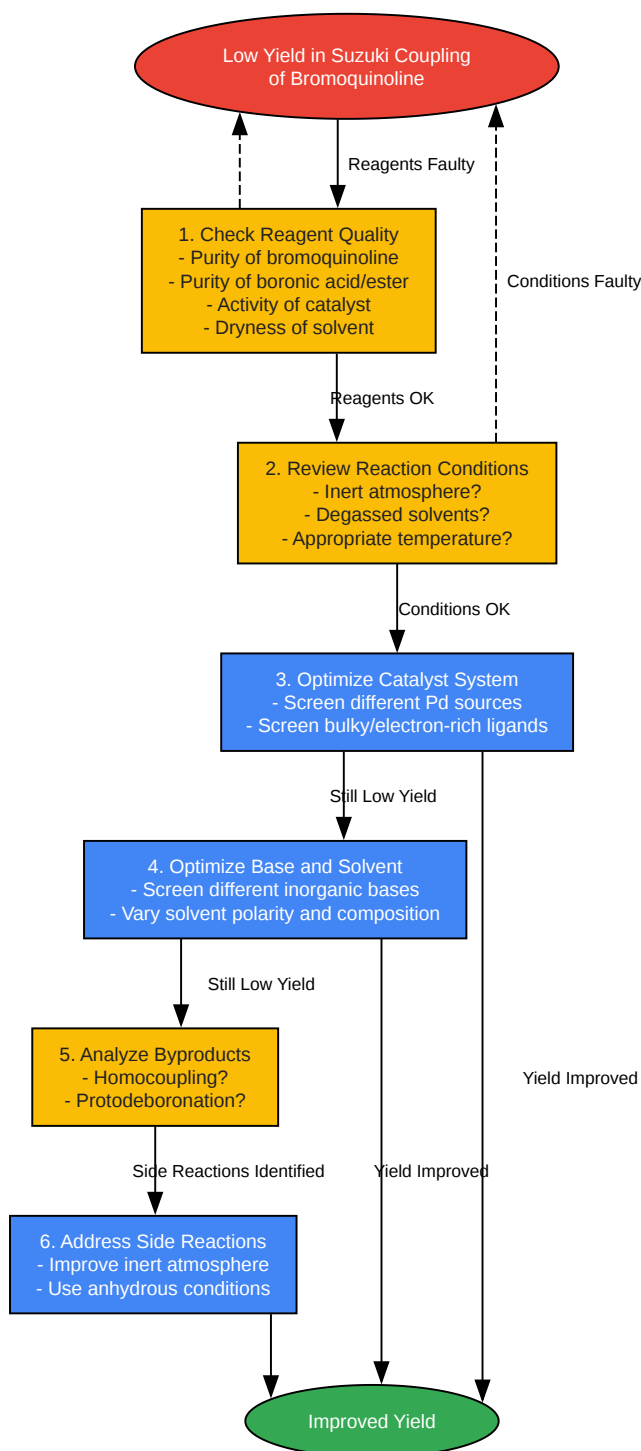 Low Yield in Suzuki Coupling
of Bromoquinoline
Reagents Faulty
1. Check Reagent Quality
- Purity of bromoquinoline
- Purity of boronic acid/ester
- Activity of catalyst
- Dryness of solvent
Conditions Faulty
Reagents OK
2. Review Reaction Conditions
- Inert atmosphere?
- Degassed solvents?
- Appropriate temperature?
Conditions OK
3. Optimize Catalyst System
- Screen different Pd sources
- Screen bulky/electron-rich ligands
Still Low Yield
4. Optimize Base and Solvent
- Screen different inorganic bases
- Vary solvent polarity and composition
Still Low Yield
5. Analyze Byproducts
- Homocoupling?
- Protodeboronation?
Yield Improved
Side Reactions Identified
Yield Improved
6. Address Side Reactions
- Improve inert atmosphere
- Use anhydrous conditions
Improved Yield